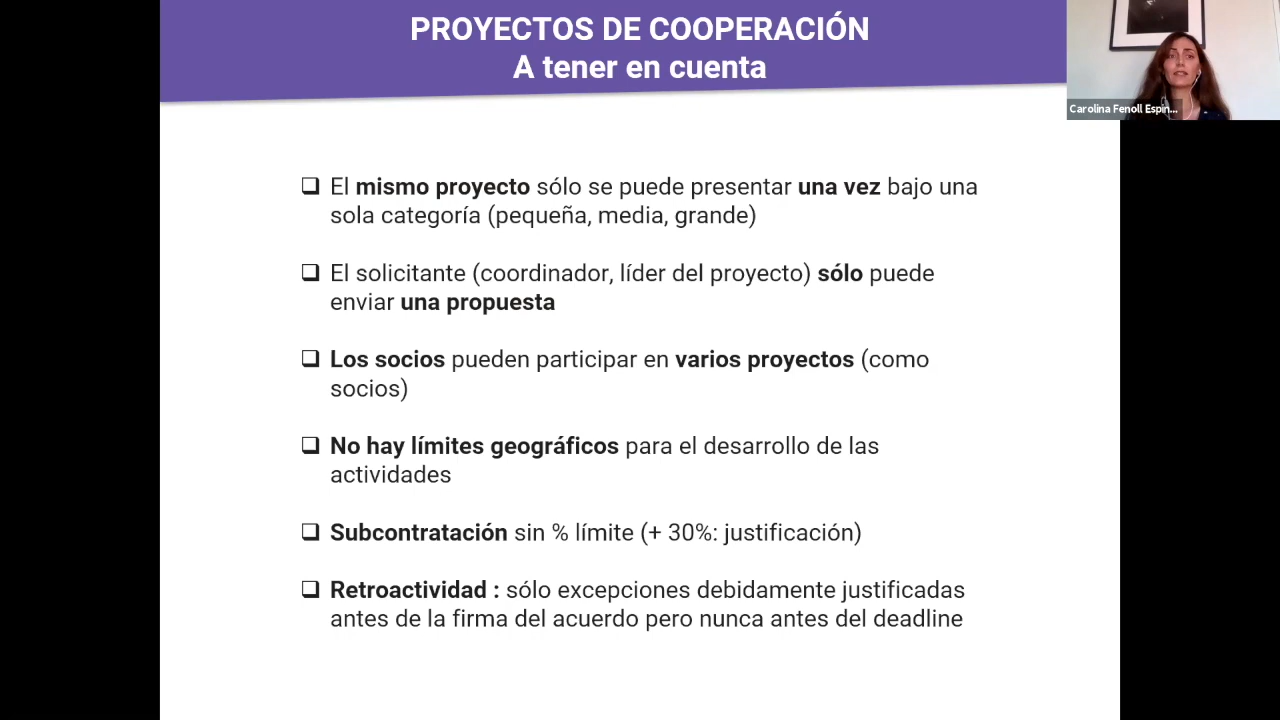 PROYECTOS DE COOPERACIÓN
A tener en cuenta
Carolina Fenoll Espin...
El mismo proyecto sólo se puede presentar una vez bajo una
sola categoría (pequeña, media, grande)
El solicitante (coordinador, líder del proyecto) sólo puede
enviar una propuesta
Los socios pueden participar en varios proyectos (como
socios)
No hay límites geográficos para el desarrollo de las
actividades
Subcontratación sin % límite (+ 30%: justificación)
Retroactividad : sólo excepciones debidamente justificadas
antes de la firma del acuerdo pero nunca antes del deadline